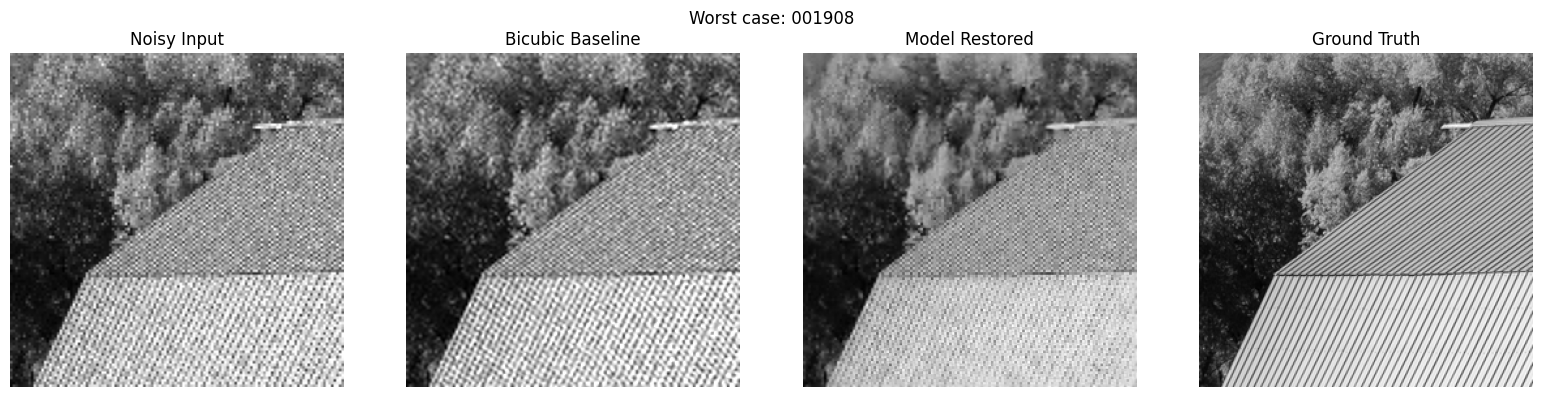 Worst case: 001908
Noisy Input
Bicubic Baseline
Model Restored
Ground Truth